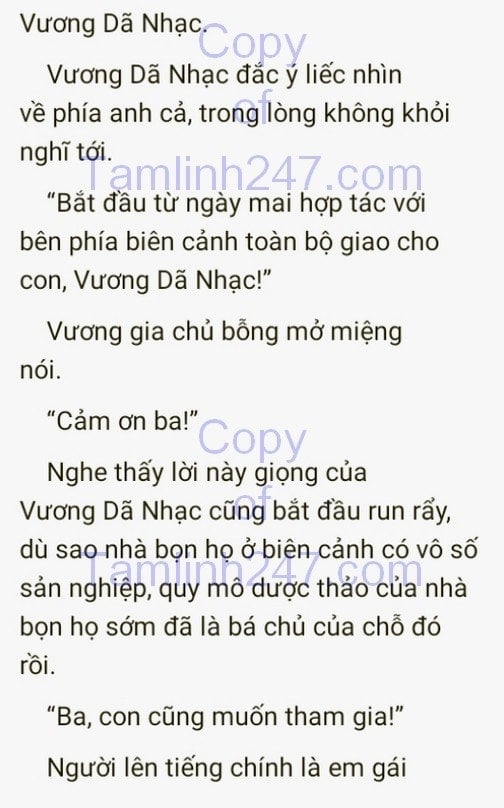 Vương Dã Nhạc.
Vương Dã Nhạc đắc ý liếc nhìn
về phía anh cả, trong lòng không khỏi
nghĩ tới.
“Bắt đầu từ ngày mai hợp tác với
bên phía biên cảnh toàn bộ giao cho
con, Vương Dã Nhạc!”
Vương gia chủ bỗng mở miệng
nói.
“Cảm ơn ba!”
Nghe thấy lời này giọng của
Vương Dã Nhạc cũng bắt đầu run rẩy,
dù sao nhà bọn họ ở biên cảnh có vô số
sản nghiệp, quy mô dược thảo của nhà
bọn họ sớm đã là bá chủ của chỗ đó
rồi.
“Ba, con cũng muốn tham gia!”
Người lên tiếng chính là em gái
Copy
of
Tamlinh247.com
Copy
of
Tamlinh247.com